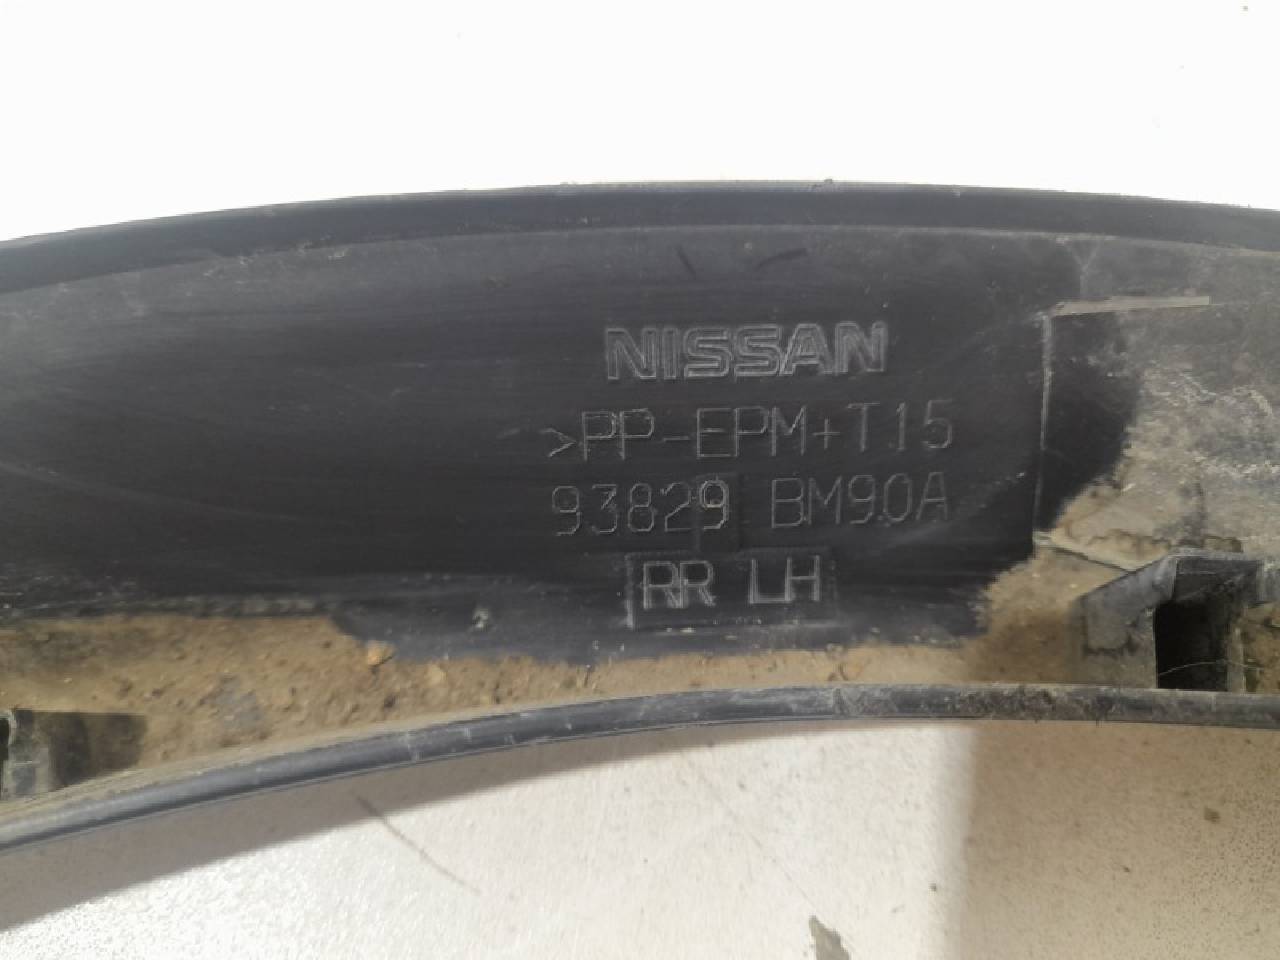 NISSAN
>PP-EPM+T15
93829 BM90A
RR LH